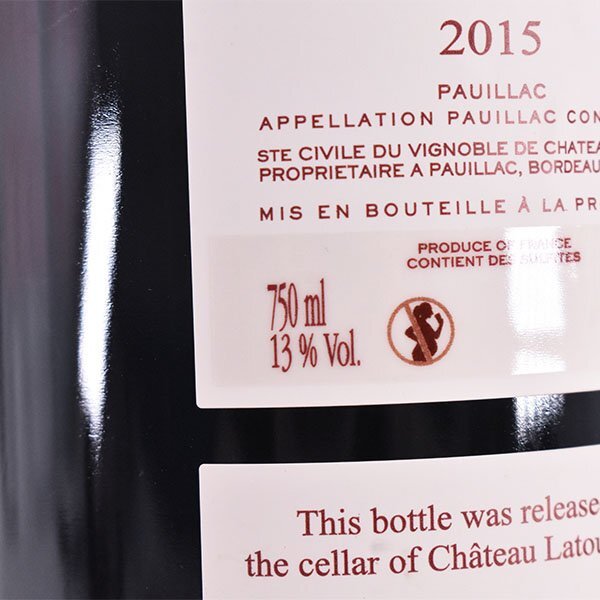 2015
PAUILLAC
APPELLATION PAUILLAC CON
STE CIVILE DU VIGNOBLE DE CHATEA
PROPRIETAIRE A PAUILLAC, BORDEAU
MIS EN BOUTEILLE À LA PR
PRODUCE OF FRANCE
CONTIENT DES SULFITES
750 ml
13 % Vol.
This bottle was release
the cellar of Château Latou